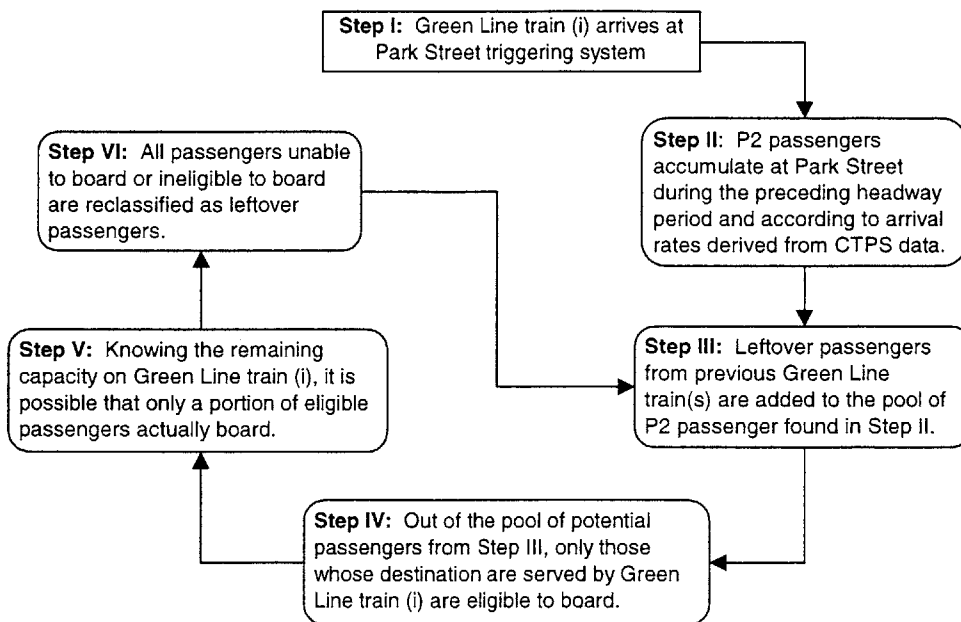 Step I: Green Line train (i) arrives at
Park Street triggering system
Step II: P2 passengers
accumulate at Park Street
during the preceding headway
period and according to arrival
rates derived from CTPS data.
Step III: Leftover passengers
from previous Green Line
train(s) are added to the pool of
P2 passenger found in Step II.
Step IV: Out of the pool of potential
passengers from Step III, only those
whose destination are served by Green
Line train (i) are eligible to board.
Step V: Knowing the remaining
capacity on Green Line train (i), it is
possible that only a portion of eligible
passengers actually board.
Step VI: All passengers unable
to board or ineligible to board
are reclassified as leftover
passengers.